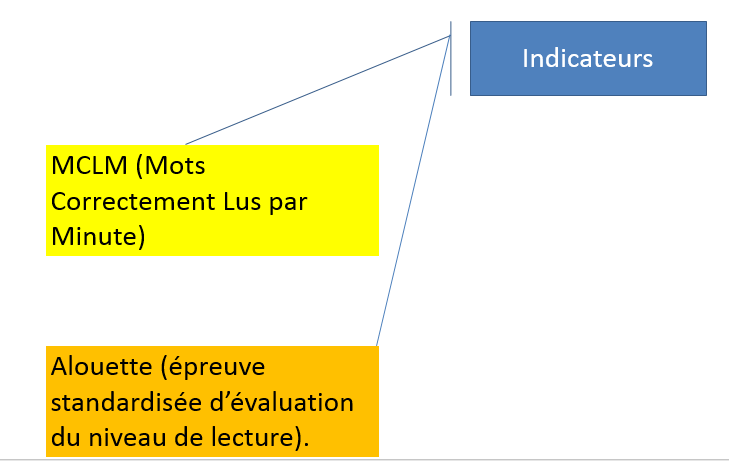 Indicateurs
MCLM (Mots
Correctement Lus par
Minute)
Alouette (épreuve
standardisée d’évaluation
du niveau de lecture).